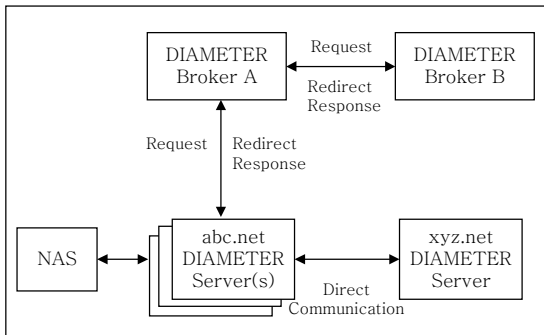 DIAMETER
Broker A
Request
Redirect
Response
DIAMETER
Broker B
Request
Redirect
Response
NAS
abc.net
DIAMETER
Server(s)
Direct
Communication
xyz.net
DIAMETER
Server